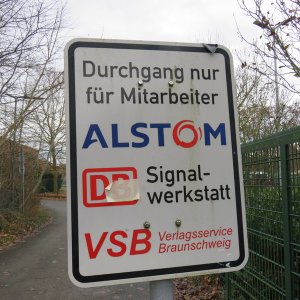 Durchgang nur
für Mitarbeiter
ALSTOM
DB Signal-
werkstatt
VSB Verlagsservice
Braunschweig